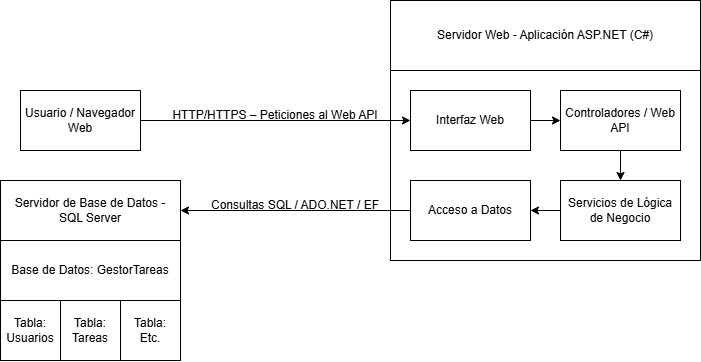 Servidor Web - Aplicación ASP.NET (C#)
Usuario / Navegador
Web
HTTP/HTTPS – Peticiones al Web API
Interfaz Web
Controladores / Web
API
Servidor de Base de Datos -
SQL Server
Consultas SQL / ADO.NET / EF
Acceso a Datos
Servicios de Lógica
de Negocio
Base de Datos: GestorTareas
Tabla:
Usuarios
Tabla:
Tareas
Tabla:
Etc.